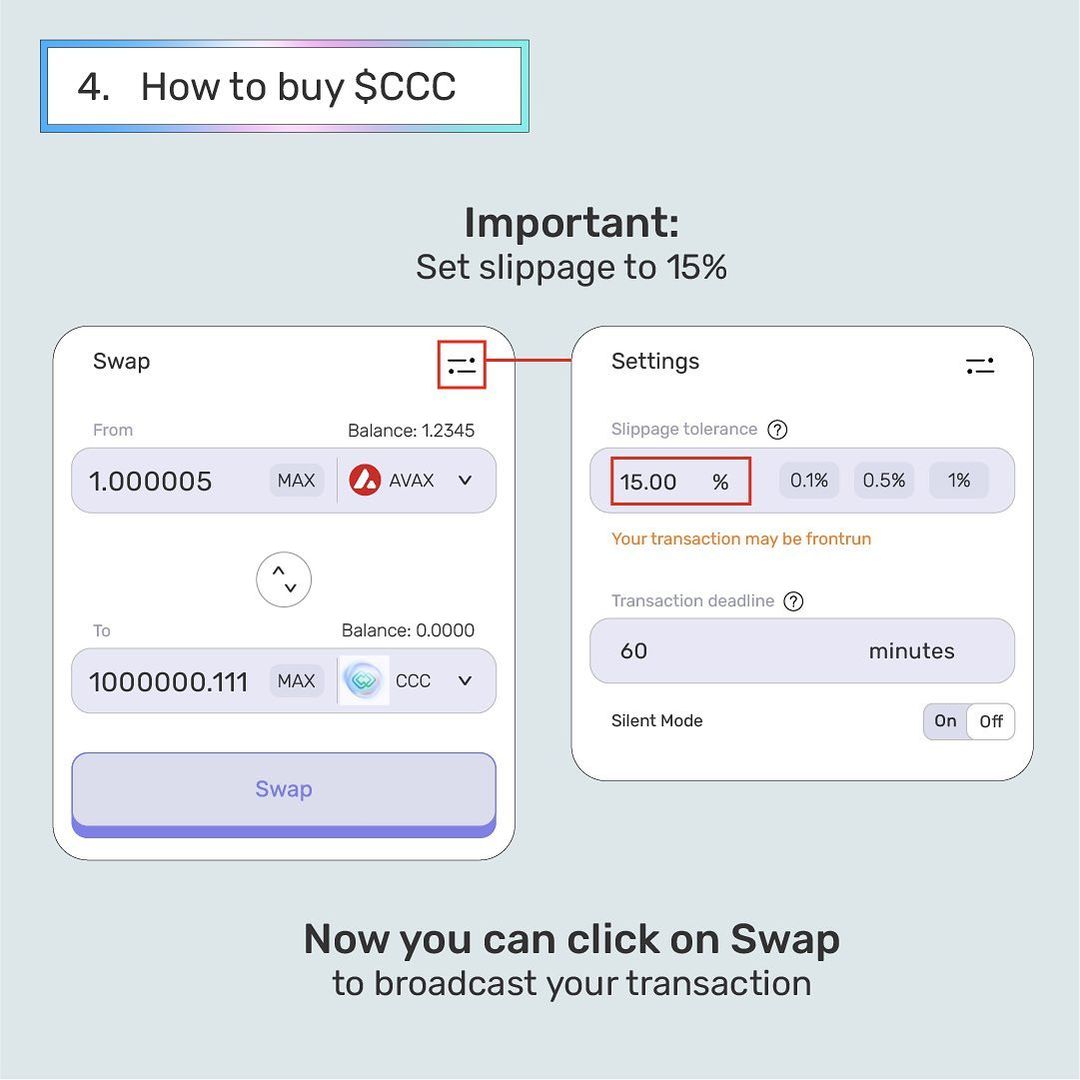 4. How to buy $CCC
Important:
Set slippage to 15%
Swap
From
Balance: 1.2345
1.000005 MAX AVAX
To
Balance: 0.0000
1000000.111 MAX CCC
Swap
Settings
Slippage tolerance ?
15.00 % 0.1% 0.5% 1%
Your transaction may be frontrun
Transaction deadline ?
60 minutes
Silent Mode On Off
Now you can click on Swap
to broadcast your transaction